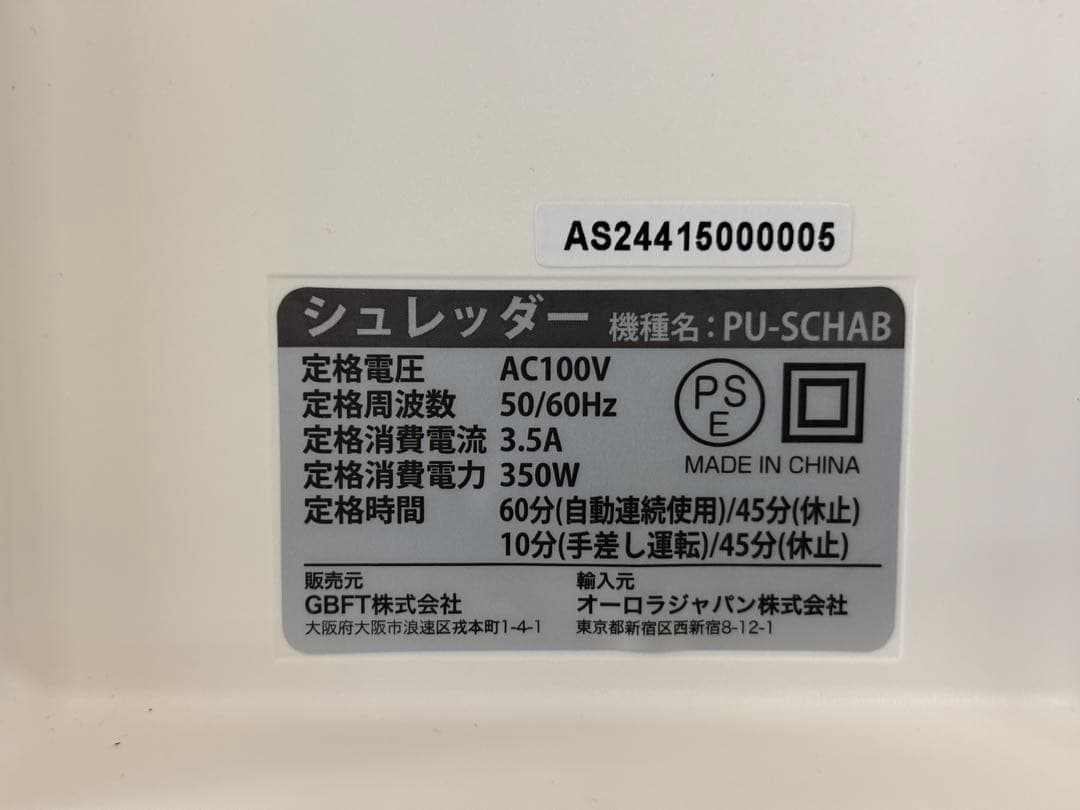 AS24415000005
シュレッダー 機種名：PU-SCHAB
定格電圧 AC100V
定格周波数 50/60Hz
定格消費電流 3.5A
定格消費電力 350W
定格時間 60分(自動連続使用)/45分(休止)
10分(手差し運転)/45分(休止)
PSE
MADE IN CHINA
販売元
GBFT株式会社
大阪府大阪市浪速区戎本町1-4-1
輸入元
オーロラジャパン株式会社
東京都新宿区西新宿8-12-1